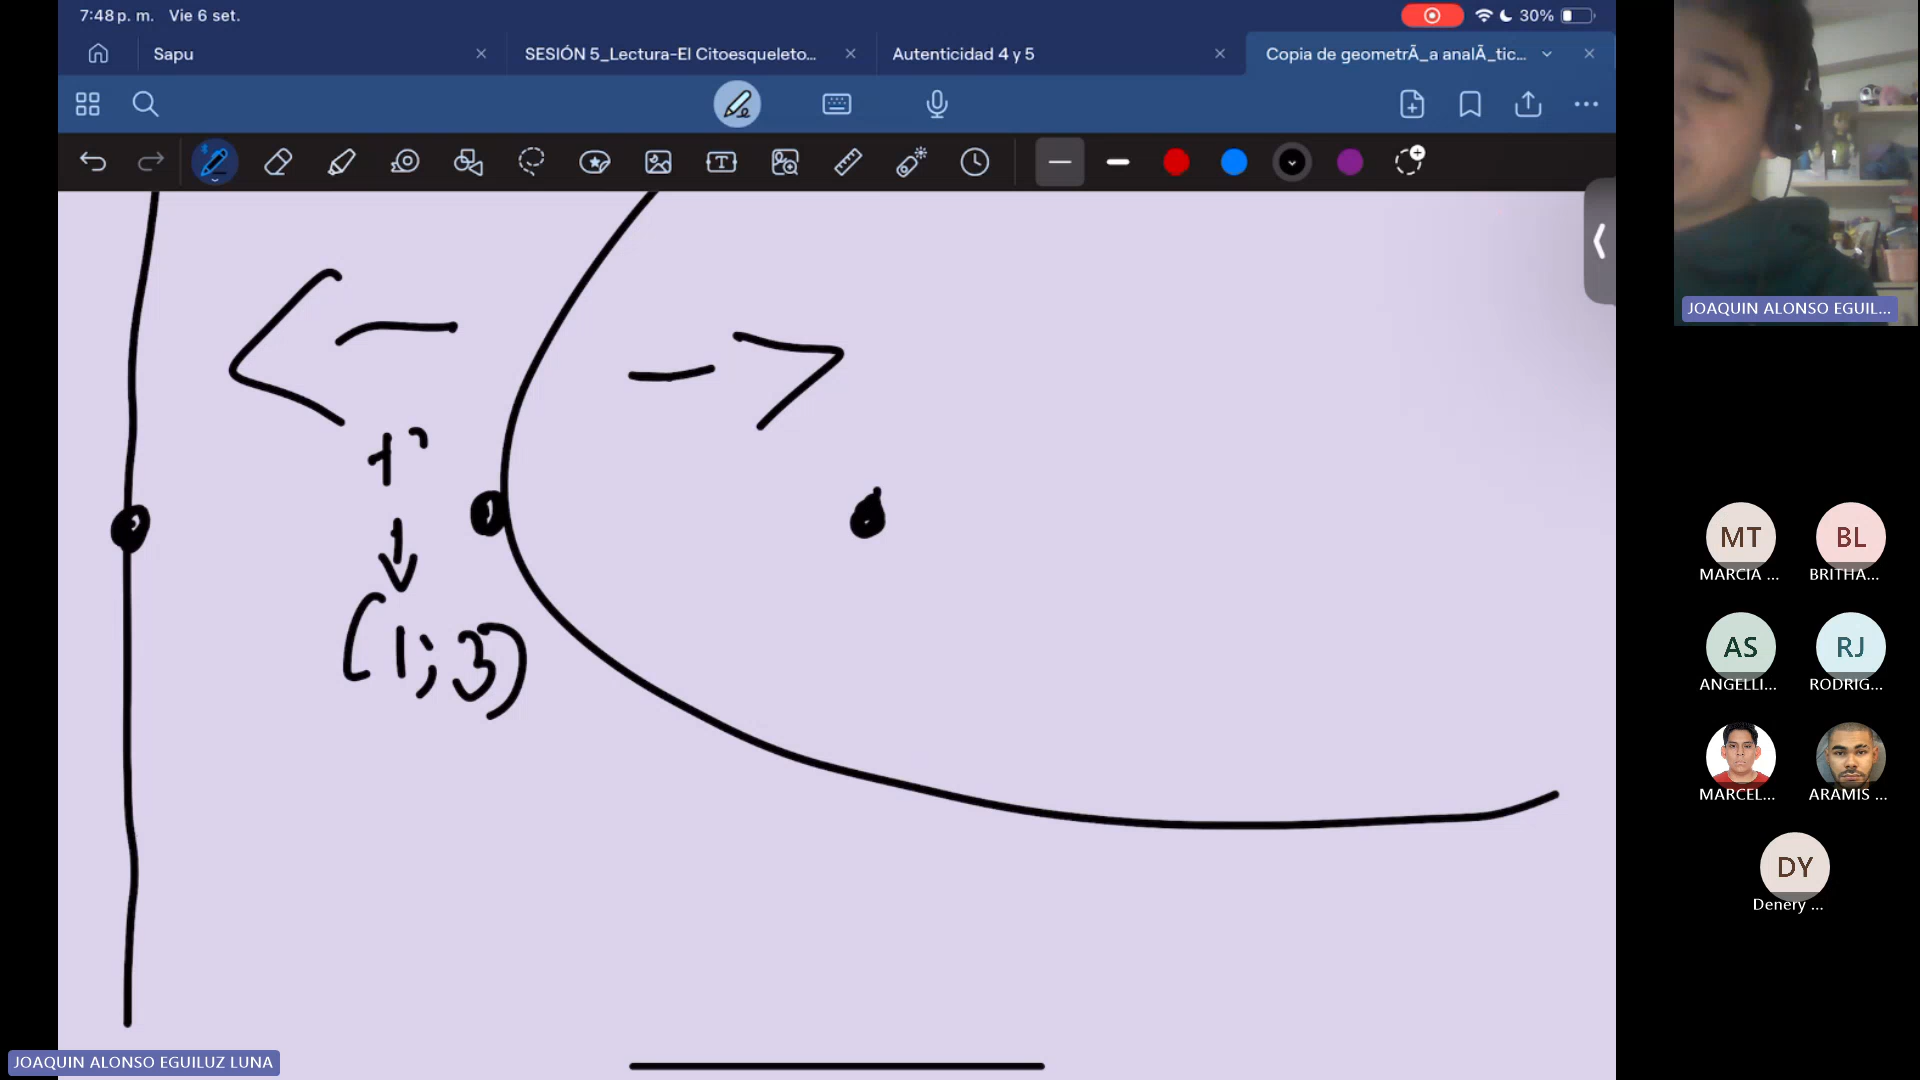 7:48 p. m. Vie 6 set.
30%
Sapu
SESIÓN 5_Lectura-El Citoesqueleto...
Autenticidad 4 y 5
Copia de geometrÃ_a analÃ_tic...
(1;3)
JOAQUIN ALONSO EGUIL...
MT
MARCIA ...
BL
BRITHA...
AS
ANGELLI...
RJ
RODRIG...
MARCEL...
ARAMIS ...
DY
Denery ...
JOAQUIN ALONSO EGUILUZ LUNA